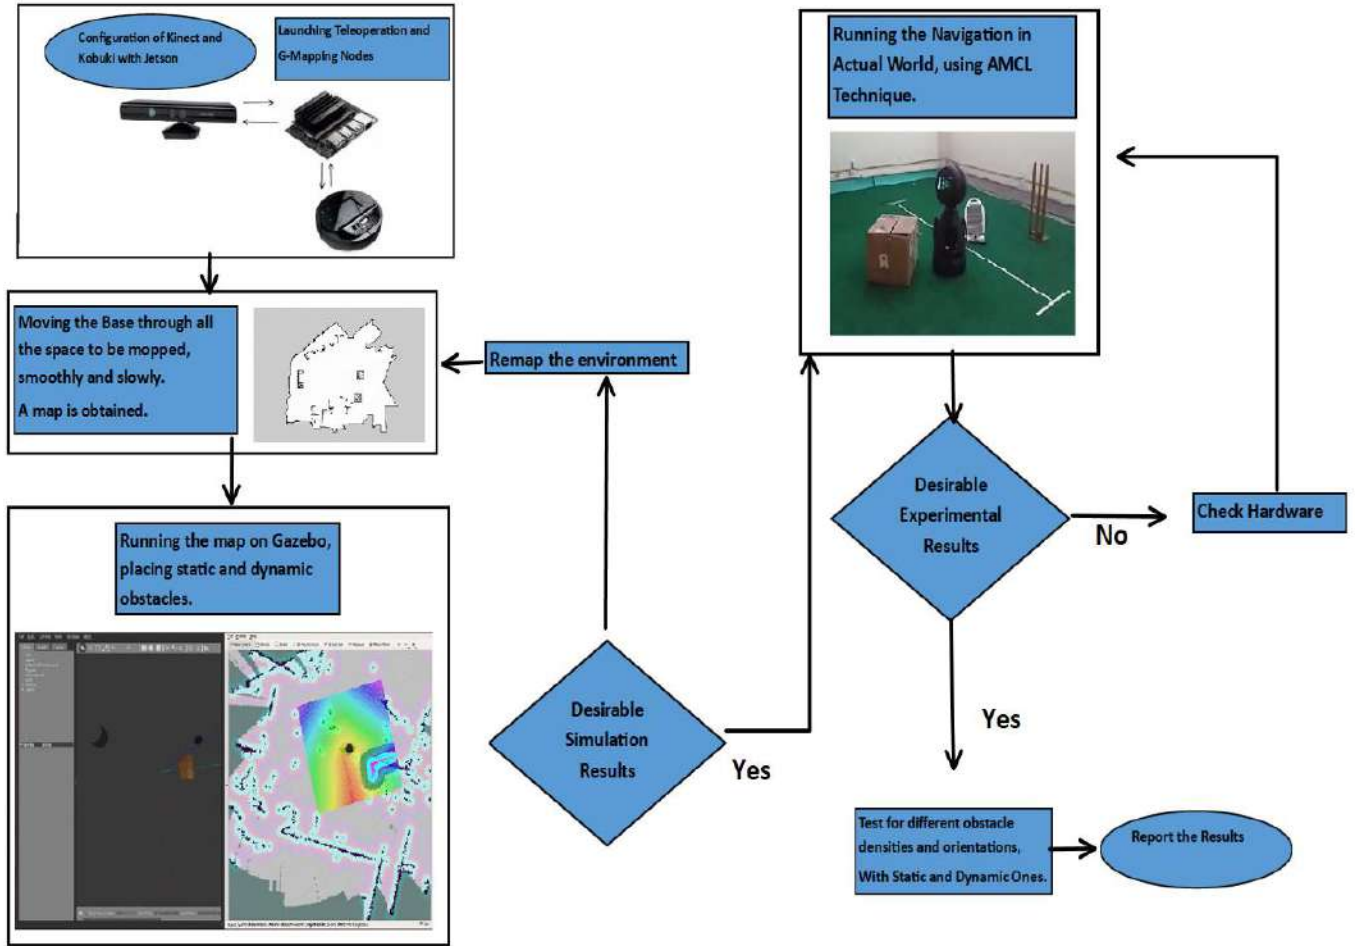 Configuration of Kinect and
Kobuki with Jetson
Launching Teleoperation and
G-Mapping Nodes
Moving the Base through all
the space to be mopped,
smoothly and slowly.
A map is obtained.
Remap the environment
Running the map on Gazebo,
placing static and dynamic
obstacles.
Desirable
Simulation
Results
Yes
Running the Navigation in
Actual World, using AMCL
Technique.
Desirable
Experimental
Results
No
Check Hardware
Yes
Test for different obstacle
densities and orientations,
With Static and Dynamic Ones.
Report the Results